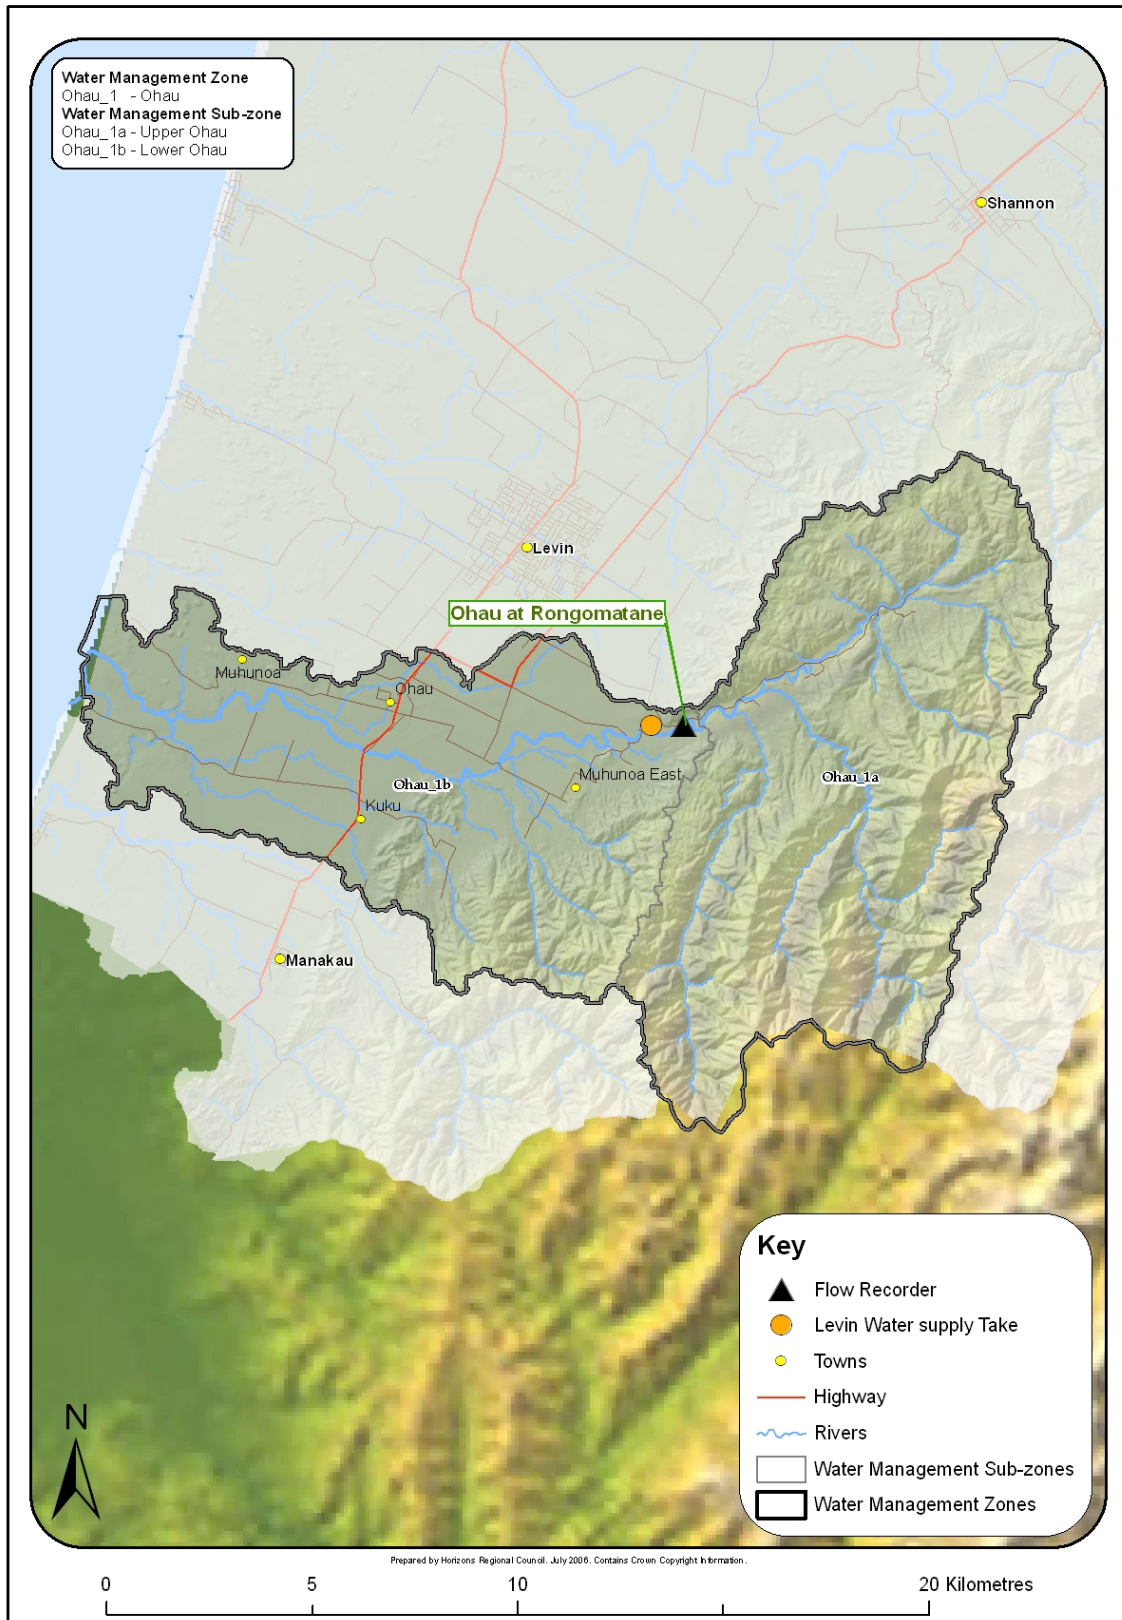 Water Management Zone
Ohau_1 - Ohau
Water Management Sub-zone
Ohau_1a - Upper Ohau
Ohau_1b - Lower Ohau
Shannon
Levin
Ohau at Rongomatane
Muhunoa
Ohau
Muhunoa East
Ohau_1b
Ohau_1a
Kuku
Manakau
Key
Flow Recorder
Levin Water supply Take
Towns
Highway
Rivers
Water Management Sub-zones
Water Management Zones
N
Prepared by Horizons Regional Council. July 2006. Contains Crown Copyright Information.
0 5 10 20 Kilometres